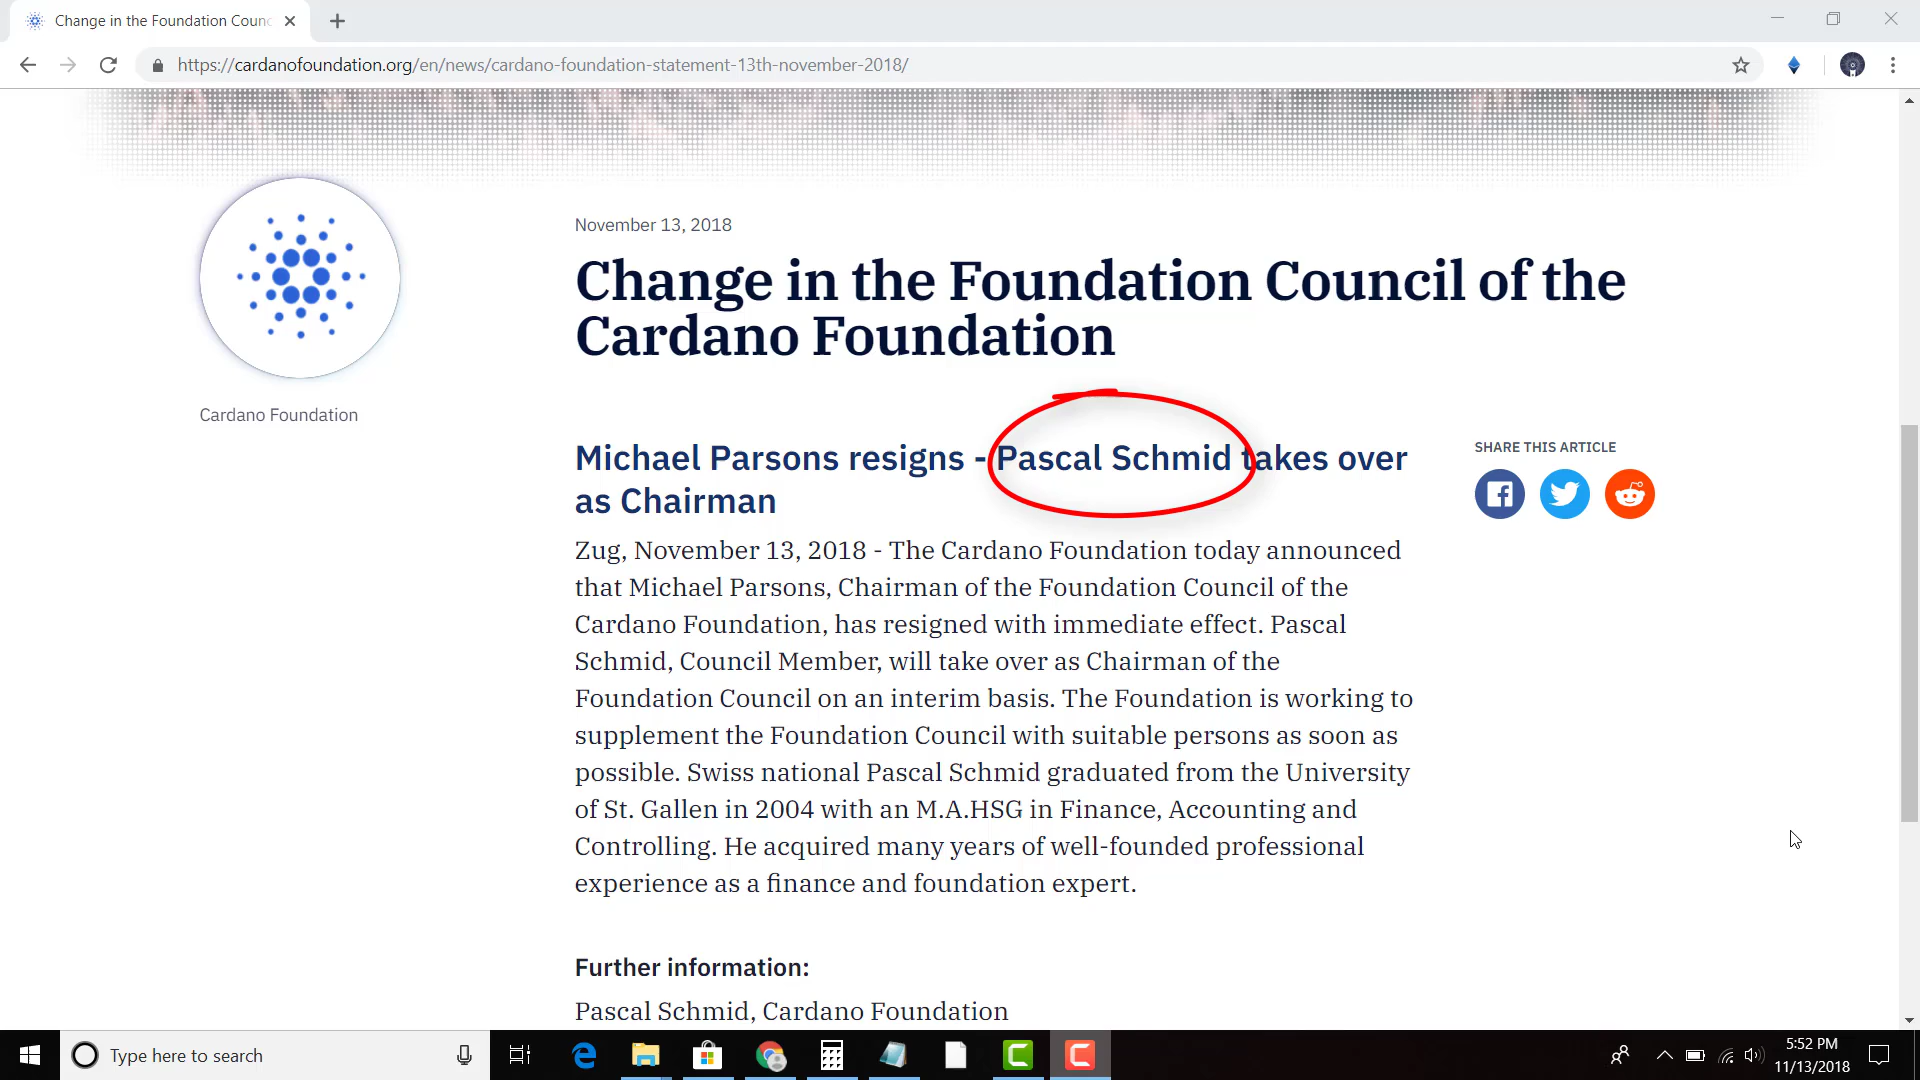 Change in the Foundation Counc
https://cardanofoundation.org/en/news/cardano-foundation-statement-13th-november-2018/
November 13, 2018
Change in the Foundation Council of the
Cardano Foundation
Cardano Foundation
Michael Parsons resigns - Pascal Schmid takes over
as Chairman
SHARE THIS ARTICLE
Zug, November 13, 2018 - The Cardano Foundation today announced
that Michael Parsons, Chairman of the Foundation Council of the
Cardano Foundation, has resigned with immediate effect. Pascal
Schmid, Council Member, will take over as Chairman of the
Foundation Council on an interim basis. The Foundation is working to
supplement the Foundation Council with suitable persons as soon as
possible. Swiss national Pascal Schmid graduated from the University
of St. Gallen in 2004 with an M.A.HSG in Finance, Accounting and
Controlling. He acquired many years of well-founded professional
experience as a finance and foundation expert.
Further information:
Pascal Schmid, Cardano Foundation
Type here to search
5:52 PM
11/13/2018